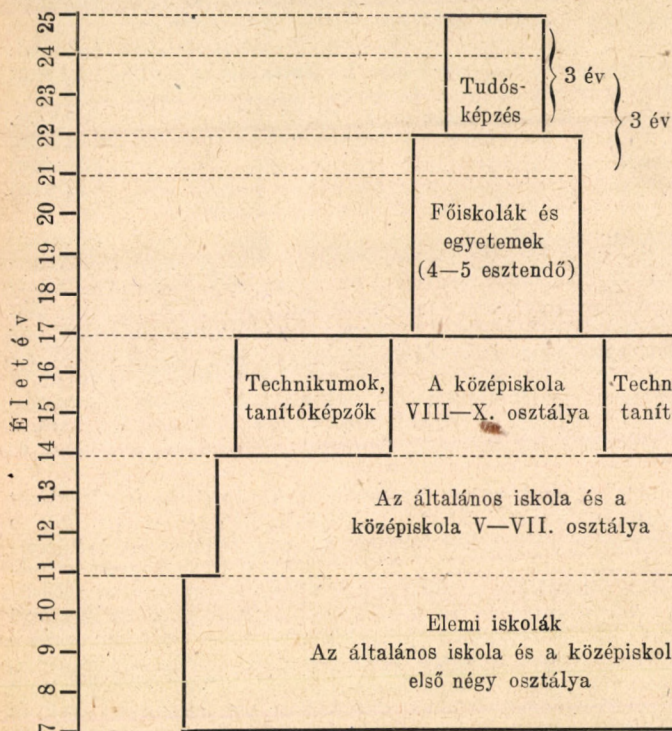 25
24
23
22
21
20
19
18
17
16
15
14
13
12
11
10
9
8
7
Életév
Tudós-
képzés
3 év
3 év
Főiskolák és
egyetemek
(4—5 esztendő)
Technikumok,
tanítóképzők
A középiskola
VIII—X. osztálya
Techn
tanít
Az általános iskola és a
középiskola V—VII. osztálya
Elemi iskolák
Az általános iskola és a középiskol
első négy osztálya